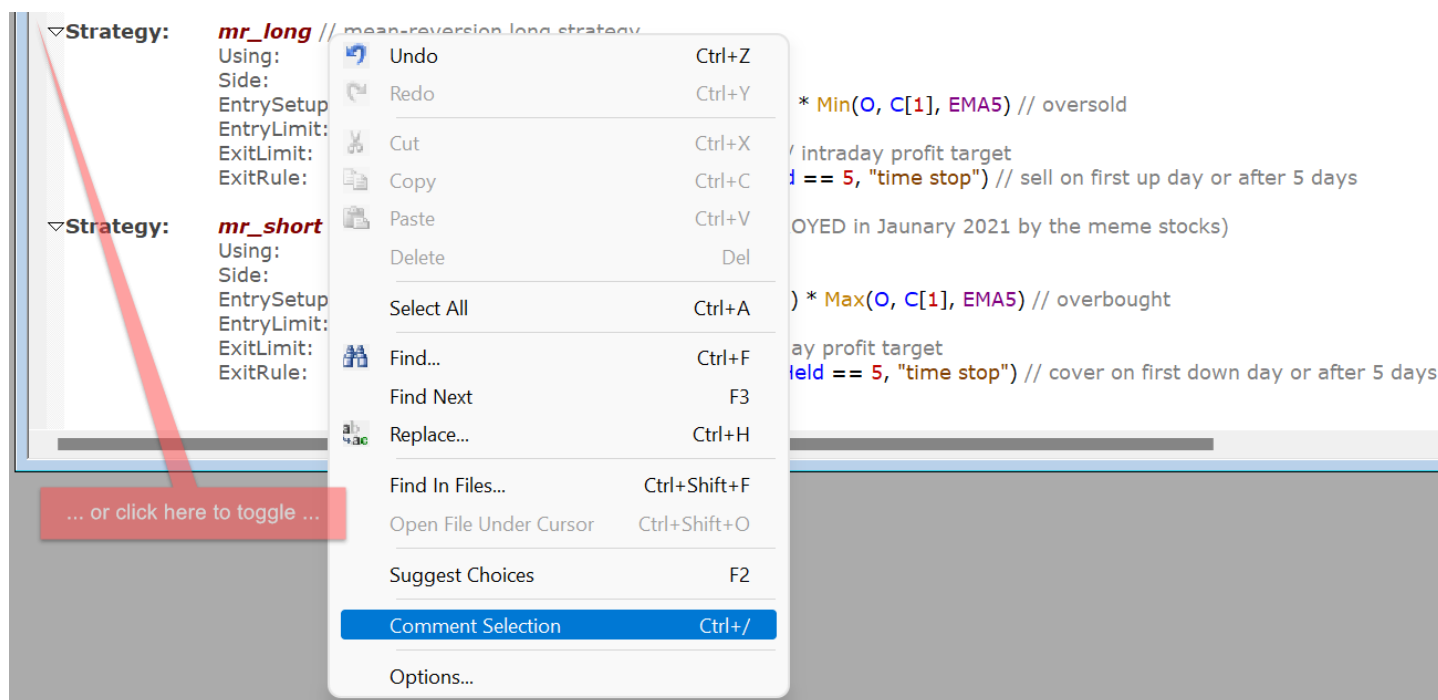 Strategy: mr_long // mean-reversion long strategy
Using:
Side:
EntrySetup * Min(O, C[1], EMA5) // oversold
EntryLimit:
ExitLimit: / intraday profit target
ExitRule: == 5, "time stop") // sell on first up day or after 5 days
Strategy: mr_short OYED in Jaunary 2021 by the meme stocks)
Using:
Side:
EntrySetup ) * Max(O, C[1], EMA5) // overbought
EntryLimit:
ExitLimit: ay profit target
ExitRule: Held == 5, "time stop") // cover on first down day or after 5 days
... or click here to toggle ...
Undo Ctrl+Z
Redo Ctrl+Y
Cut Ctrl+X
Copy Ctrl+C
Paste Ctrl+V
Delete Del
Select All Ctrl+A
Find... Ctrl+F
Find Next F3
Replace... Ctrl+H
Find In Files... Ctrl+Shift+F
Open File Under Cursor Ctrl+Shift+O
Suggest Choices F2
Comment Selection Ctrl+/
Options...